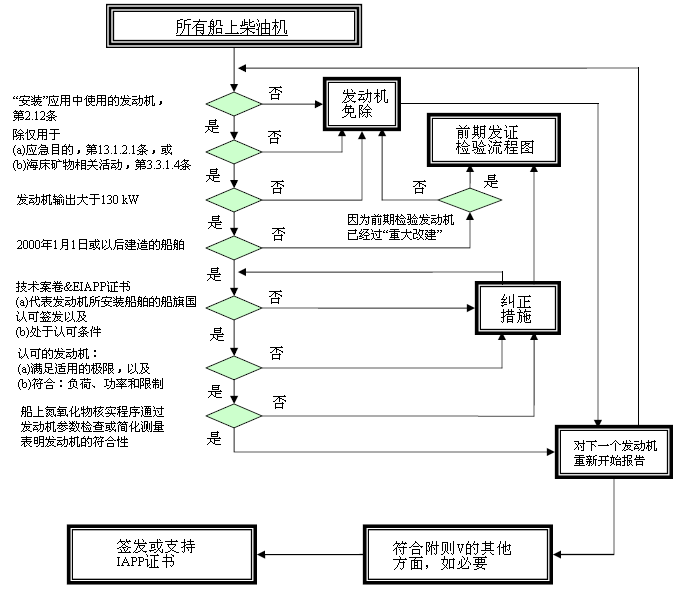 所有船上柴油机
“安装”应用中使用的发动机，
第2.12条
否
发动机
免除
是
除仅用于
(a)应急目的，第13.1.2.1条，或
(b)海床矿物相关活动，第3.3.1.4条
否
前期发证
检验流程图
是
发动机输出大于130 kW
否
否
是
是
因为前期检验发动机
已经过“重大改建”
2000年1月1日或以后建造的船舶
否
是
技术案卷&EIAPP证书
(a)代表发动机所安装船舶的船旗国
认可签发以及
(b)处于认可条件
否
纠正
措施
是
认可的发动机：
(a)满足适用的极限，以及
(b)符合：负荷、功率和限制
否
是
船上氮氧化物核实程序通过
发动机参数检查或简化测量
表明发动机的符合性
否
是
对下一个发动机
重新开始报告
签发或支持
IAPP证书
符合附则V的其他
方面，如必要